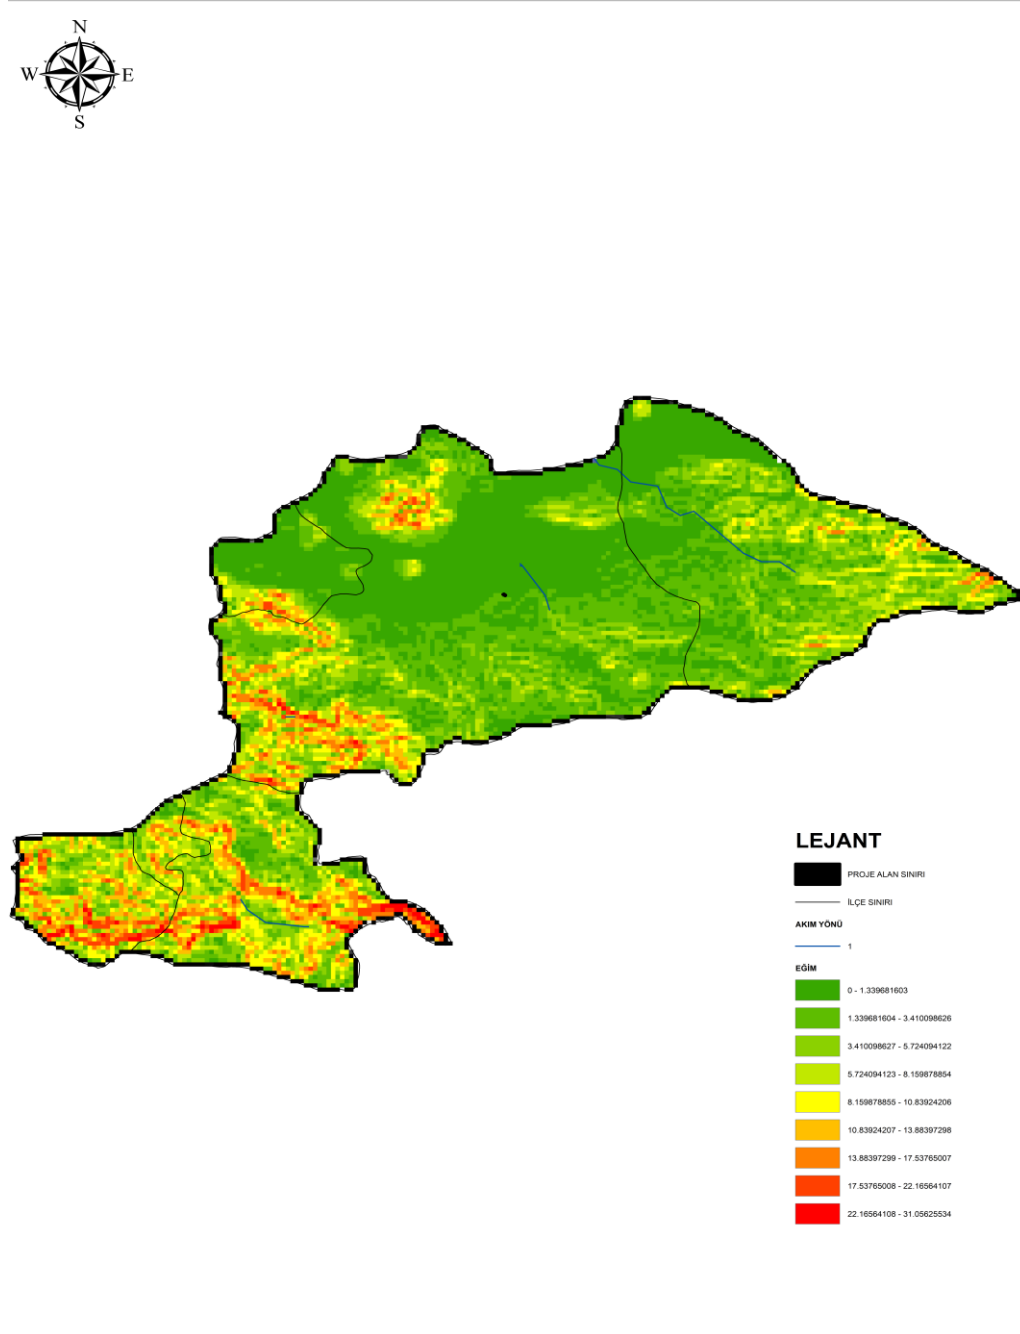 N
W E
S
LEJANT
PROJE ALAN SINIRI
İLÇE SINIRI
AKIM YÖNÜ
1
EĞİM
0 - 1.339681603
1.339681604 - 3.410098626
3.410098627 - 5.724094122
5.724094123 - 8.159878854
8.159878855 - 10.83924206
10.83924207 - 13.88397298
13.88397299 - 17.53765007
17.53765008 - 22.16564107
22.16564108 - 31.05625534